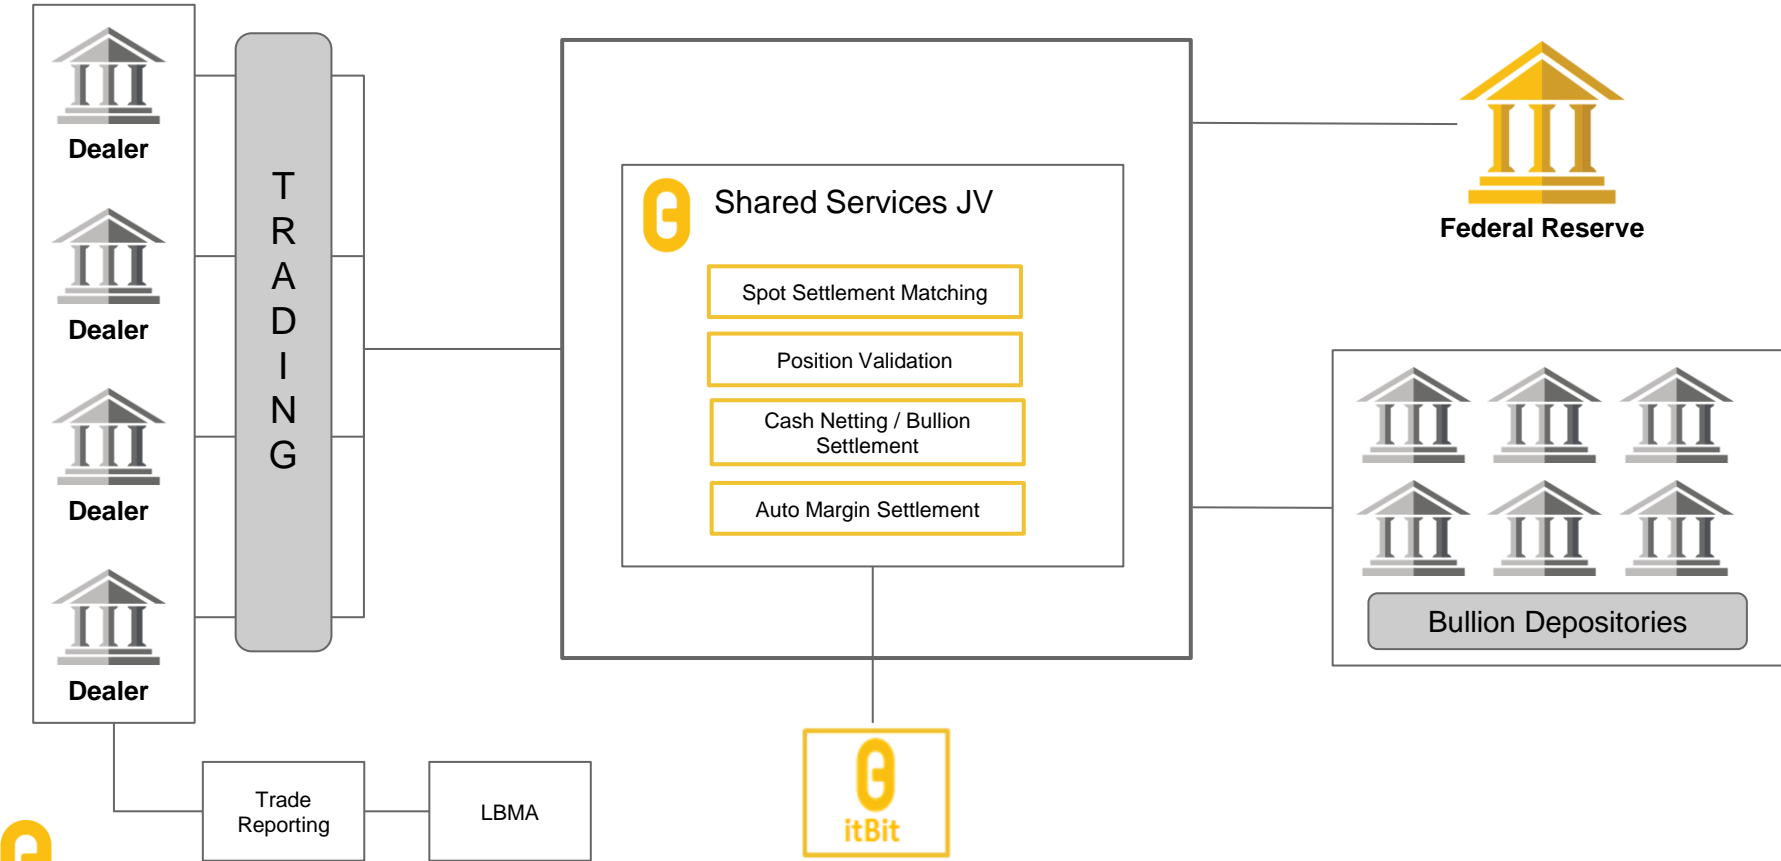 Dealer
Dealer
Dealer
Dealer
T
R
A
D
I
N
G
Shared Services JV
Spot Settlement Matching
Position Validation
Cash Netting / Bullion
Settlement
Auto Margin Settlement
Federal Reserve
Bullion Depositories
Trade
Reporting
LBMA
itBit